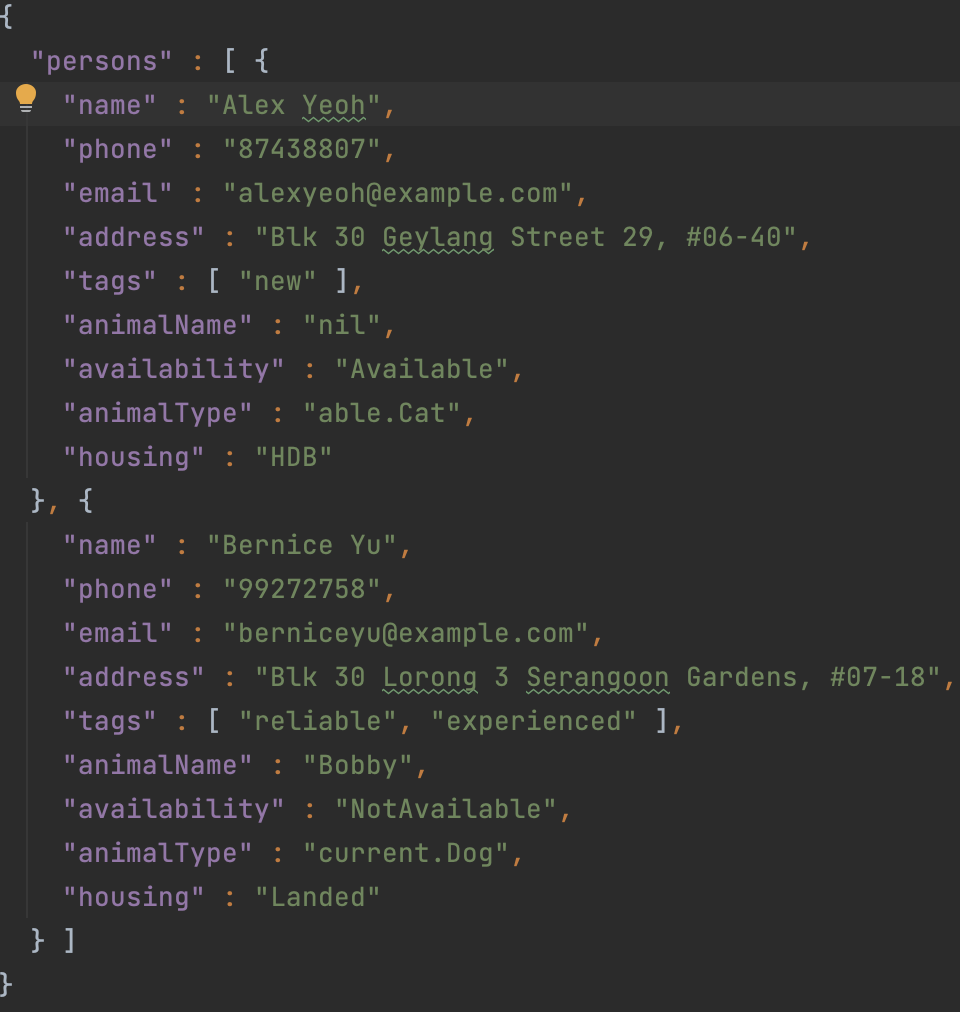 {
  "persons" : [ {
    "name" : "Alex Yeoh",
    "phone" : "87438807",
    "email" : "alexyeoh@example.com",
    "address" : "Blk 30 Geylang Street 29, #06-40",
    "tags" : [ "new" ],
    "animalName" : "nil",
    "availability" : "Available",
    "animalType" : "able.Cat",
    "housing" : "HDB"
  }, {
    "name" : "Bernice Yu",
    "phone" : "99272758",
    "email" : "berniceyu@example.com",
    "address" : "Blk 30 Lorong 3 Serangoon Gardens, #07-18",
    "tags" : [ "reliable", "experienced" ],
    "animalName" : "Bobby",
    "availability" : "NotAvailable",
    "animalType" : "current.Dog",
    "housing" : "Landed"
  } ]
}